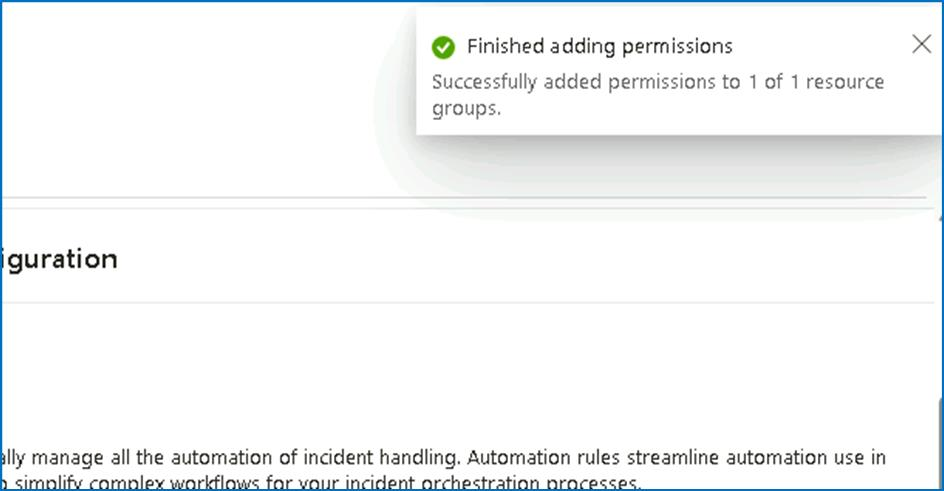 Finished adding permissions
Successfully added permissions to 1 of 1 resource
groups.
iguration
ally manage all the automation of incident handling. Automation rules streamline automation use in
o simplify complex workflows for your incident orchestration processes.